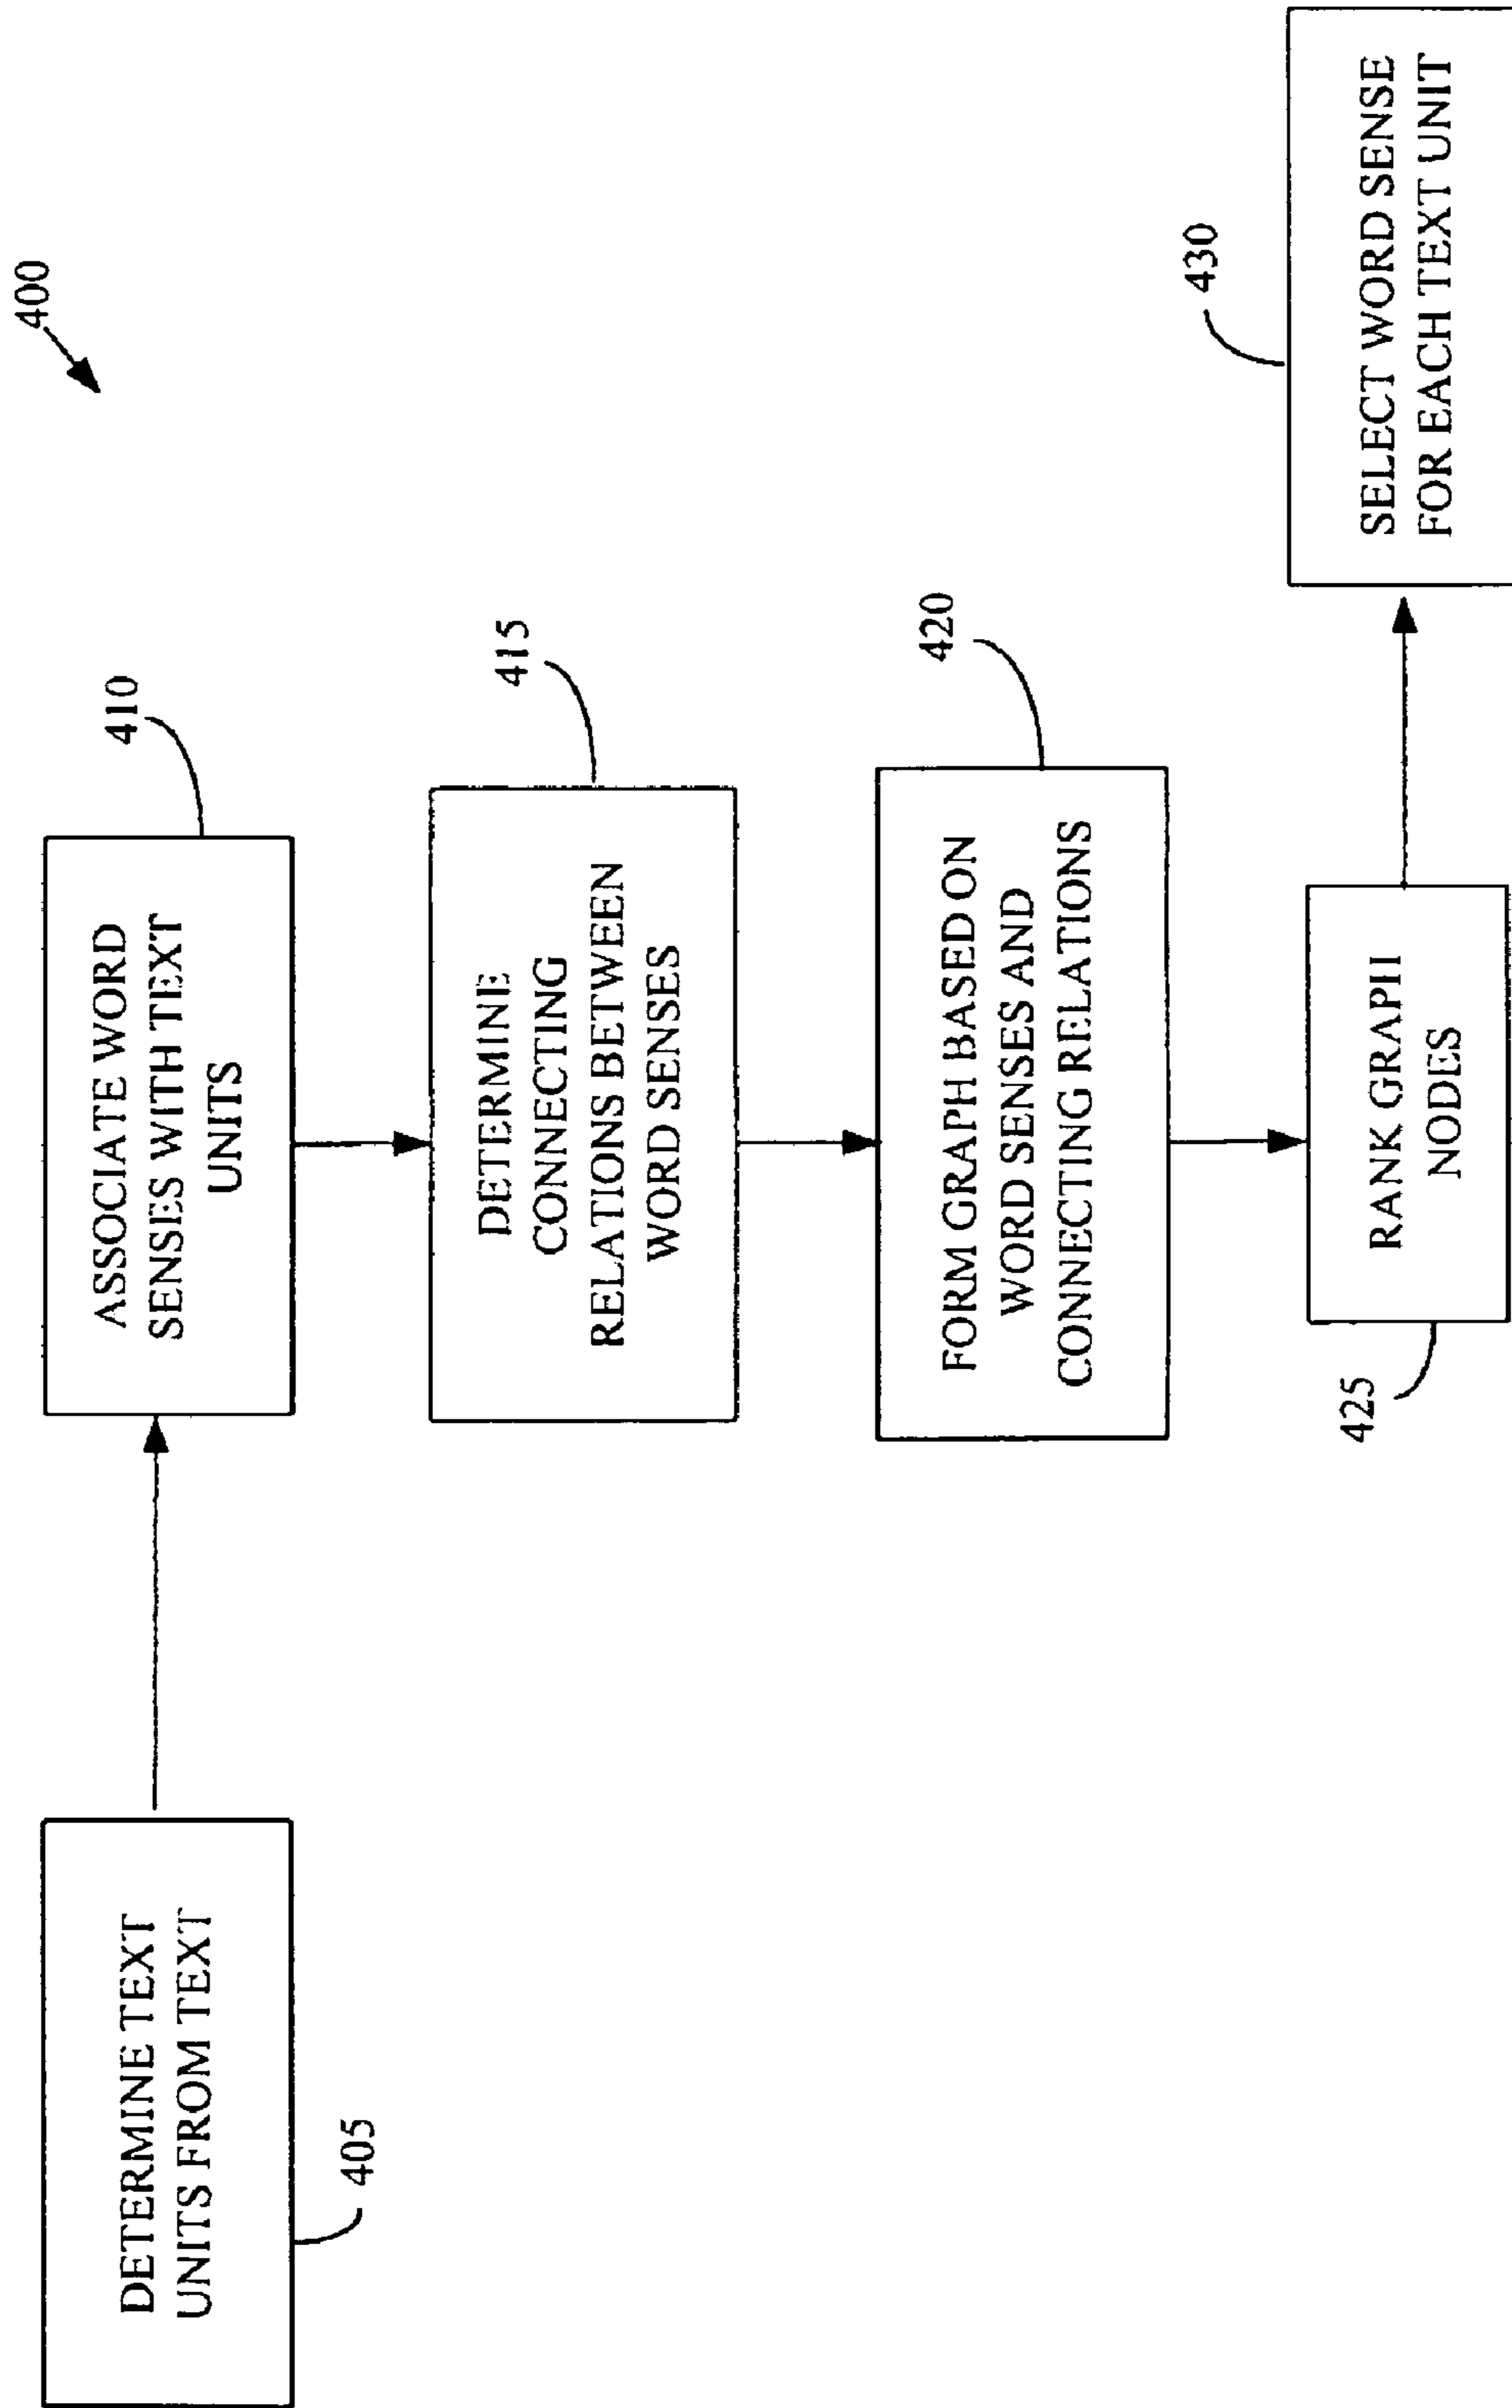 400
DETERMINE TEXT
UNITS FROM TEXT
405
ASSOCIATE WORD
SENSES WITH TEXT
UNITS
410
DETERMINE
CONNECTING
RELATIONS BETWEEN
WORD SENSES
415
FORM GRAPH BASED ON
WORD SENSES AND
CONNECTING RELATIONS
420
RANK GRAPH
NODES
425
SELECT WORD SENSE
FOR EACH TEXT UNIT
430